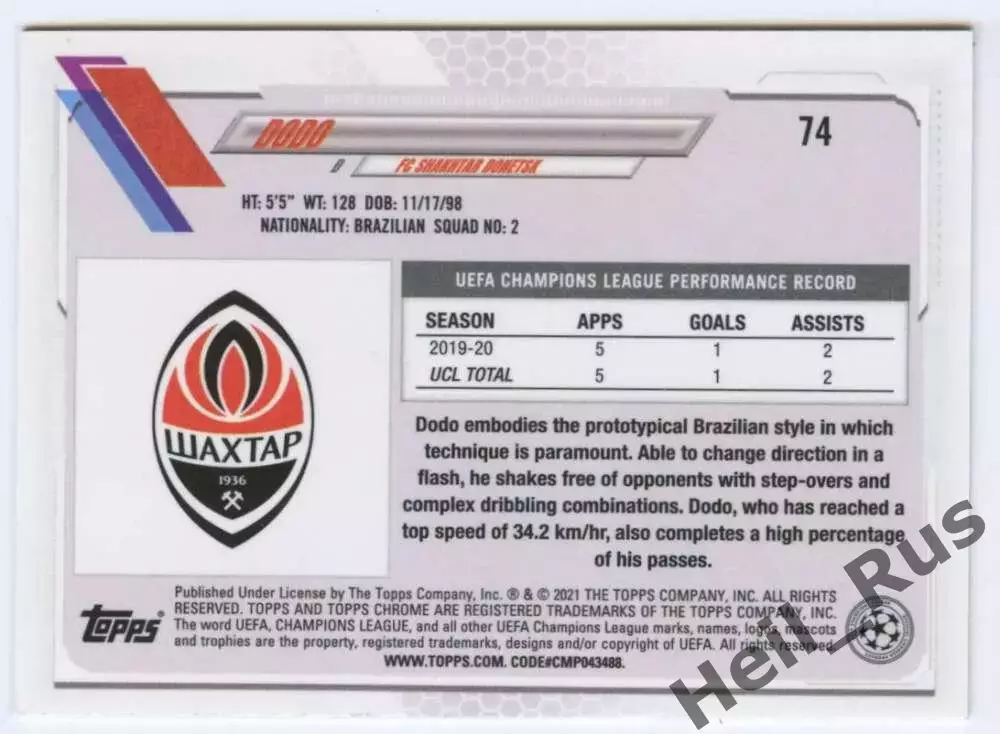 DODO
74
D
FC SHAKHTAR DONETSK
HT: 5'5" WT: 128 DOB: 11/17/98
NATIONALITY: BRAZILIAN SQUAD NO: 2
UEFA CHAMPIONS LEAGUE PERFORMANCE RECORD
SEASON APPS GOALS ASSISTS
2019-20 5 1 2
UCL TOTAL 5 1 2
ШАХТАР
1936
Dodo embodies the prototypical Brazilian style in which
technique is paramount. Able to change direction in a
flash, he shakes free of opponents with step-overs and
complex dribbling combinations. Dodo, who has reached a
top speed of 34.2 km/hr, also completes a high percentage
of his passes.
Topps
Published Under License by The Topps Company, Inc. ® & © 2021 THE TOPPS COMPANY, INC. ALL RIGHTS
RESERVED. TOPPS AND TOPPS CHROME ARE REGISTERED TRADEMARKS OF THE TOPPS COMPANY, INC.
The word UEFA, CHAMPIONS LEAGUE, and all other UEFA Champions League marks, names, logos, mascots
and trophies are the property, registered trademarks, designs and/or copyright of UEFA. All rights reserved.
WWW.TOPPS.COM. CODE#CMP043488.
Hell_Rus